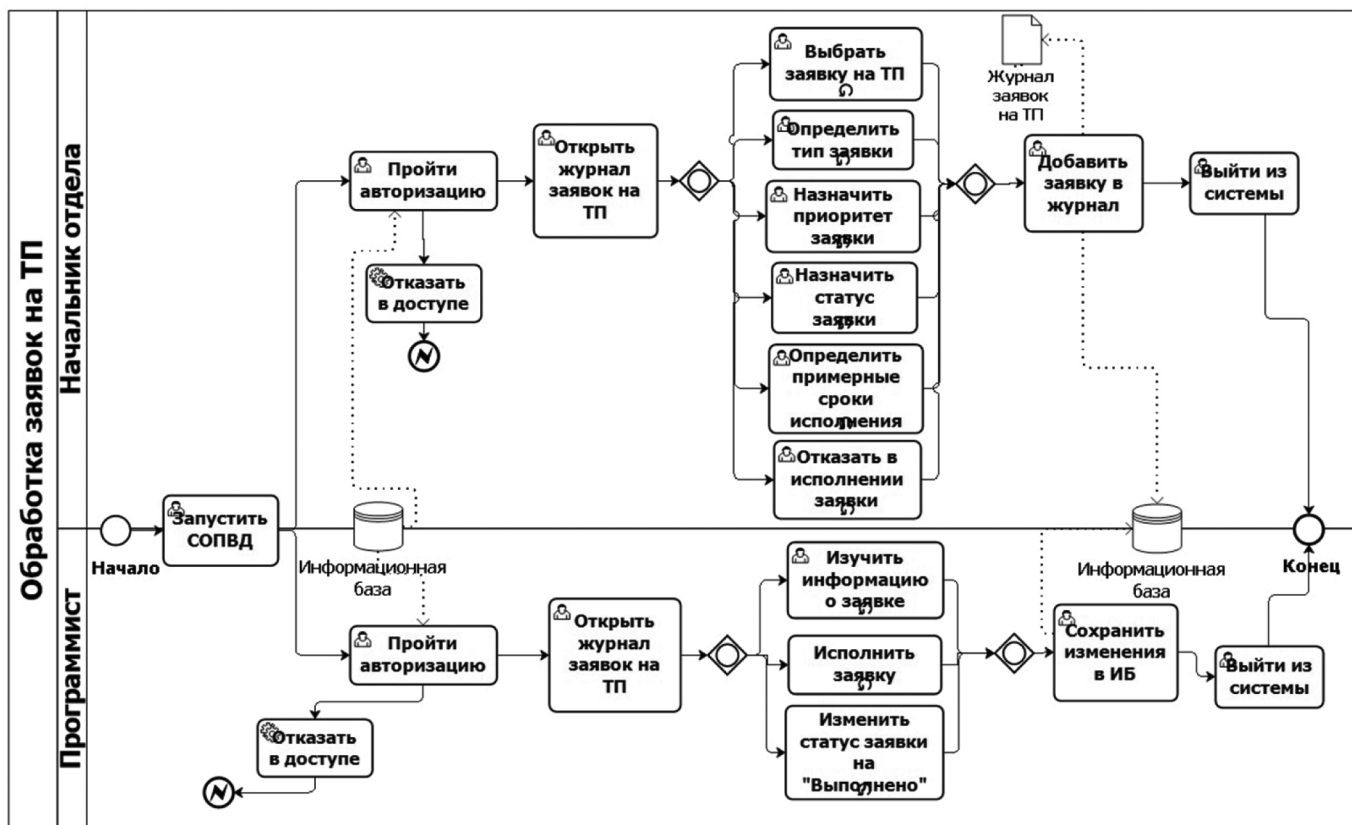 Обработка заявок на ТП
Начальник отдела
Пройти
авторизацию
Отказать
в доступе
Открыть
журнал
заявок на
ТП
Выбрать
заявку на ТП
Определить
тип заявки
Назначить
приоритет
заявки
Назначить
статус
заявки
Определить
примерные
сроки
исполнения
Отказать в
исполнении
заявки
Журнал
заявок
на ТП
Добавить
заявку в
журнал
Выйти из
системы
Программист
Начало
Запустить
СОПВД
Информационная
база
Пройти
авторизацию
Отказать
в доступе
Открыть
журнал
заявок на
ТП
Изучить
информацию
о заявке
Исполнить
заявку
Изменить
статус заявки
на
"Выполнено"
Информационная
база
Сохранить
изменения
в ИБ
Выйти из
системы
Конец